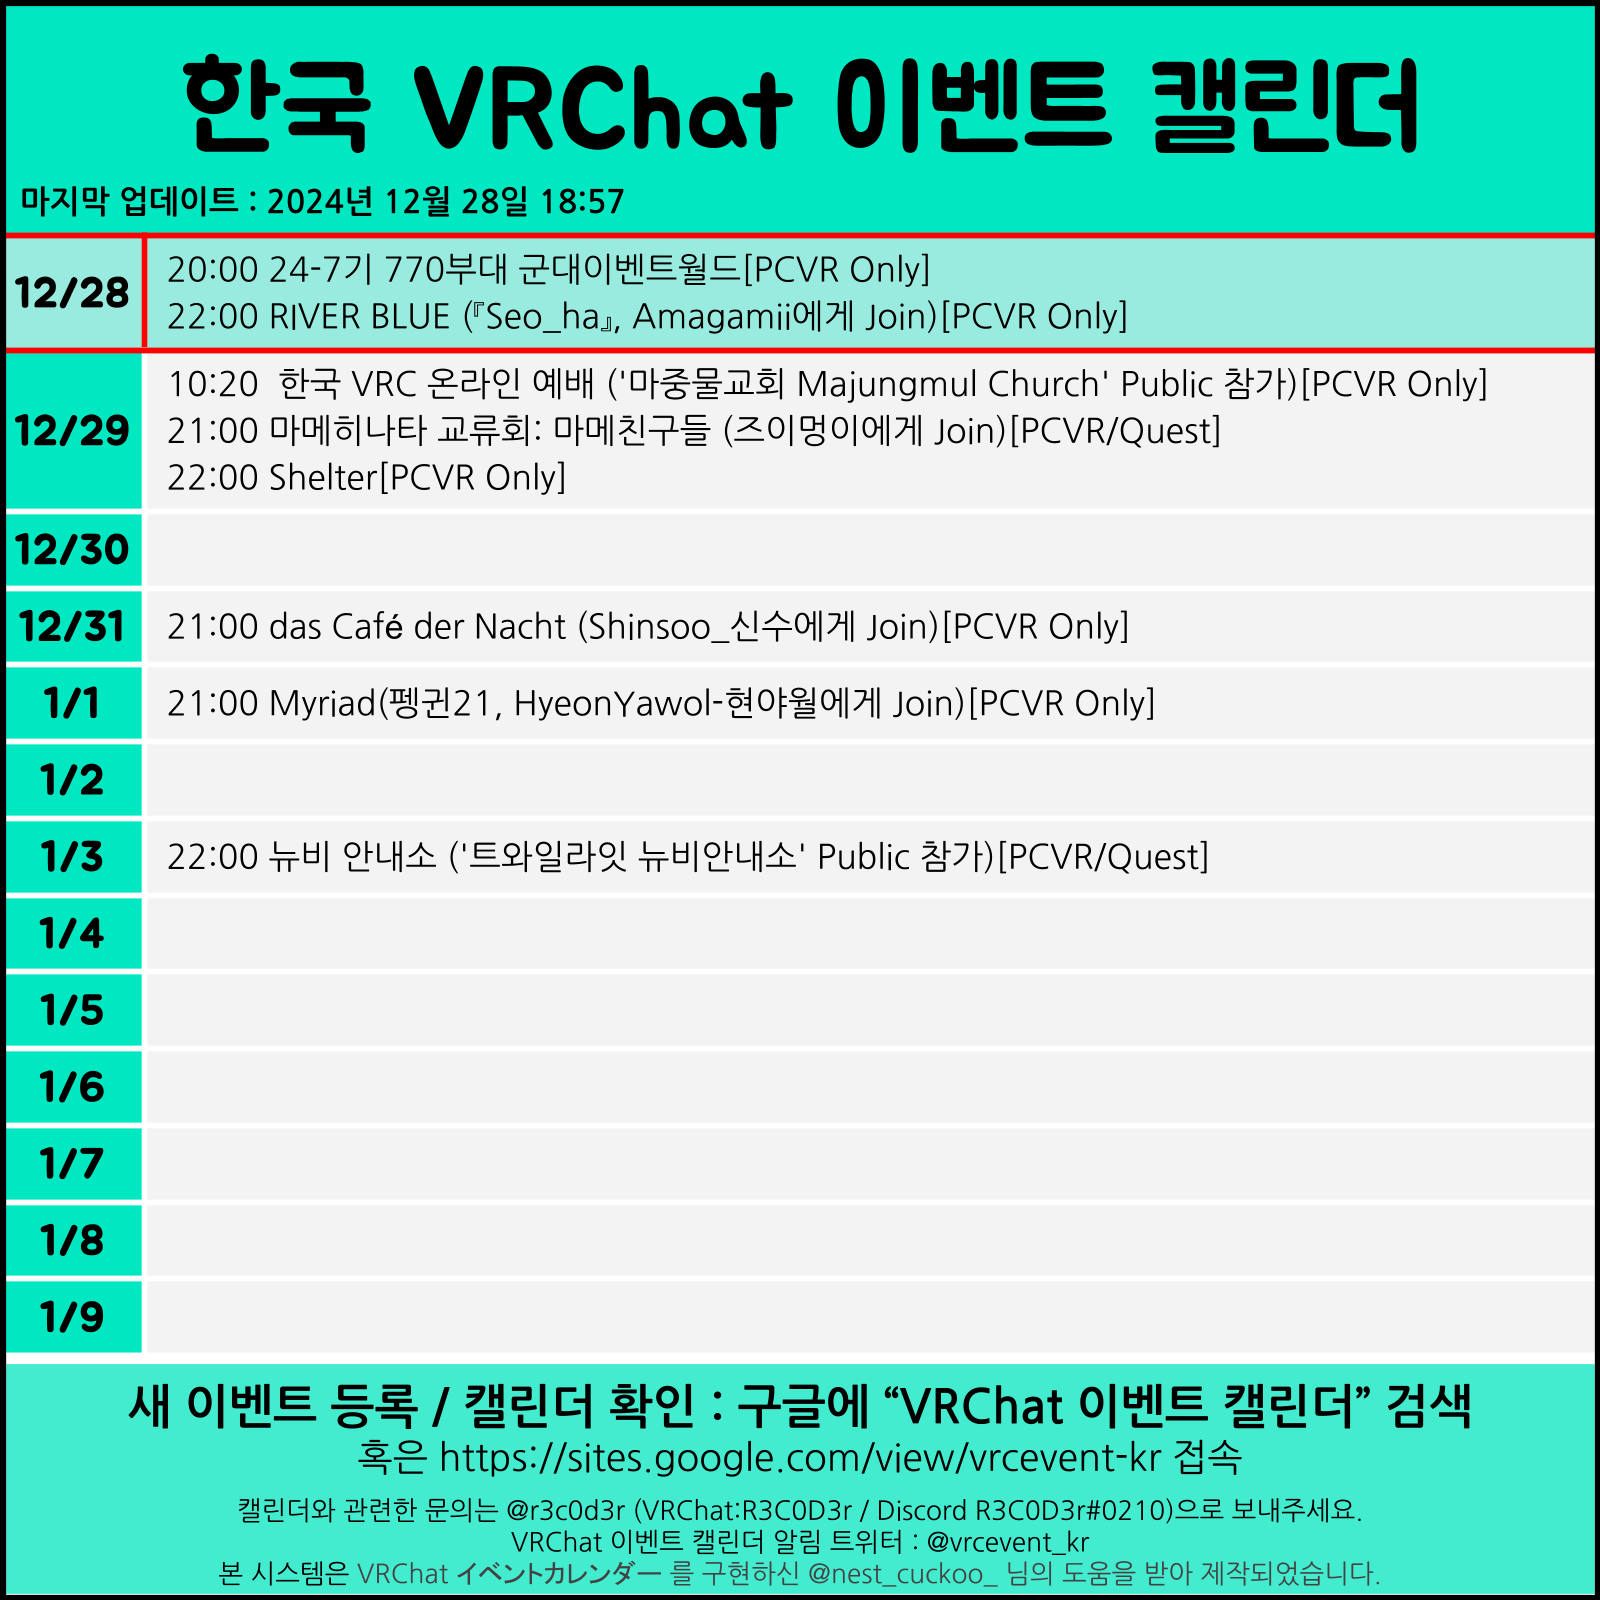 한국 VRChat 이벤트 캘린더
마지막 업데이트 : 2024년 12월 28일 18:57
12/28
20:00 24-7기 770부대 군대이벤트월드[PCVR Only]
22:00 RIVER BLUE (『Seo_ha』, Amagamii에게 Join)[PCVR Only]
12/29
10:20  한국 VRC 온라인 예배 ('마중물교회 Majungmul Church' Public 참가)[PCVR Only]
21:00 마메히나타 교류회: 마메친구들 (즈이멍이에게 Join)[PCVR/Quest]
22:00 Shelter[PCVR Only]
12/30
12/31
21:00 das Café der Nacht (Shinsoo_신수에게 Join)[PCVR Only]
1/1
21:00 Myriad(펭귄21, HyeonYawol-현야월에게 Join)[PCVR Only]
1/2
1/3
22:00 뉴비 안내소 ('트와일라잇 뉴비안내소' Public 참가)[PCVR/Quest]
1/4
1/5
1/6
1/7
1/8
1/9
새 이벤트 등록 / 캘린더 확인 : 구글에 “VRChat 이벤트 캘린더” 검색
혹은 https://sites.google.com/view/vrcevent-kr 접속
캘린더와 관련한 문의는 @r3c0d3r (VRChat:R3C0D3r / Discord R3C0D3r#0210)으로 보내주세요.
VRChat 이벤트 캘린더 알림 트위터 : @vrcevent_kr
본 시스템은 VRChat イベントカレンダー 를 구현하신 @nest_cuckoo_ 님의 도움을 받아 제작되었습니다.